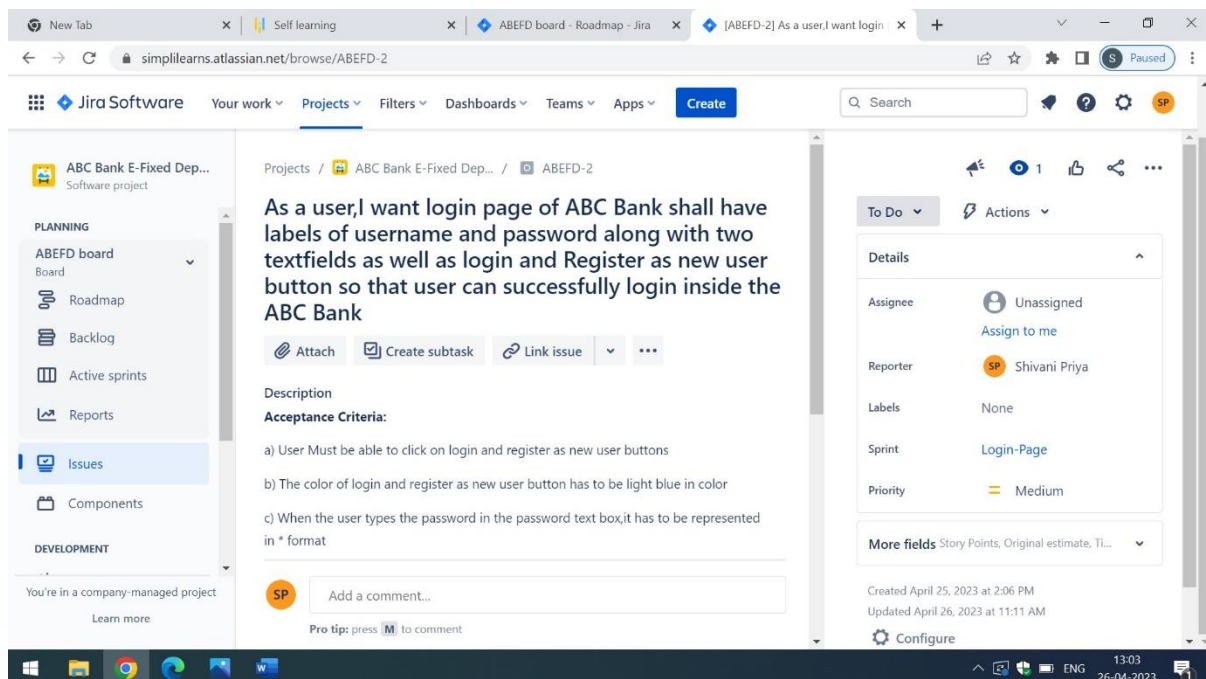 New Tab
Self learning
ABEFD board - Roadmap - Jira
[ABEFD-2] As a user,I want login
simplilearns.atlassian.net/browse/ABEFD-2
S Paused
Jira Software
Your work
Projects
Filters
Dashboards
Teams
Apps
Create
Search
SP
ABC Bank E-Fixed Dep...
Software project
PLANNING
ABEFD board
Board
Roadmap
Backlog
Active sprints
Reports
Issues
Components
DEVELOPMENT
You're in a company-managed project
Learn more
Projects / ABC Bank E-Fixed Dep... / ABEFD-2
As a user,I want login page of ABC Bank shall have
labels of username and password along with two
textfields as well as login and Register as new user
button so that user can successfully login inside the
ABC Bank
Attach
Create subtask
Link issue
Description
Acceptance Criteria:
a) User Must be able to click on login and register as new user buttons
b) The color of login and register as new user button has to be light blue in color
c) When the user types the password in the password text box,it has to be represented
in * format
SP
Add a comment...
Pro tip: press M to comment
1
To Do
Actions
Details
Assignee
Unassigned
Assign to me
Reporter
SP Shivani Priya
Labels
None
Sprint
Login-Page
Priority
Medium
More fields Story Points, Original estimate, Ti...
Created April 25, 2023 at 2:06 PM
Updated April 26, 2023 at 11:11 AM
Configure
ENG
13:03
26-04-2023